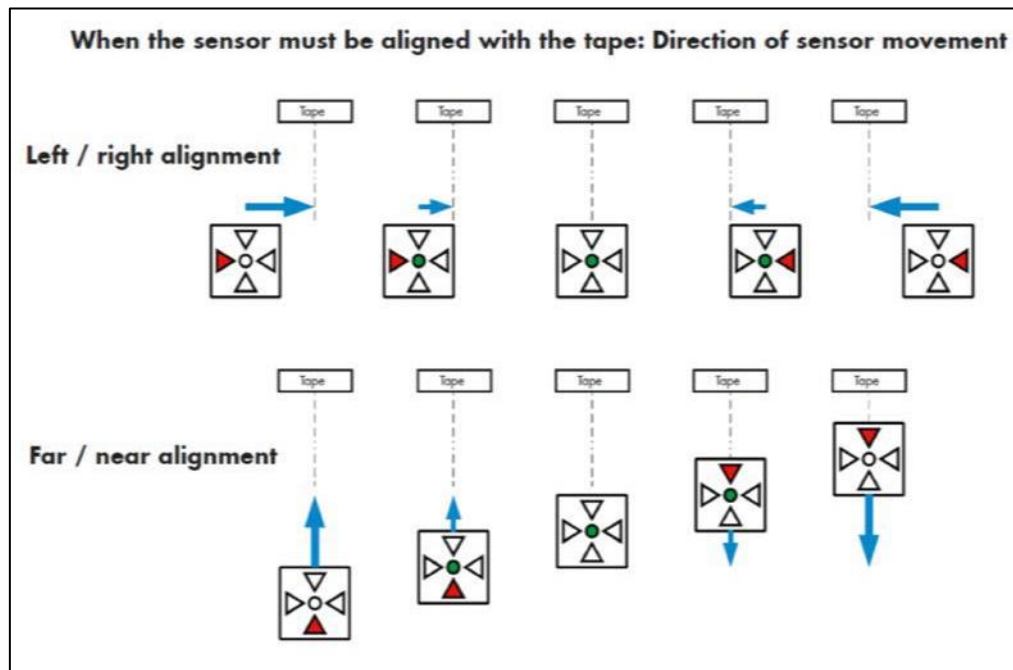 When the sensor must be aligned with the tape: Direction of sensor movement
Tape Tape Tape Tape Tape
Left / right alignment
Tape Tape Tape Tape Tape
Far / near alignment